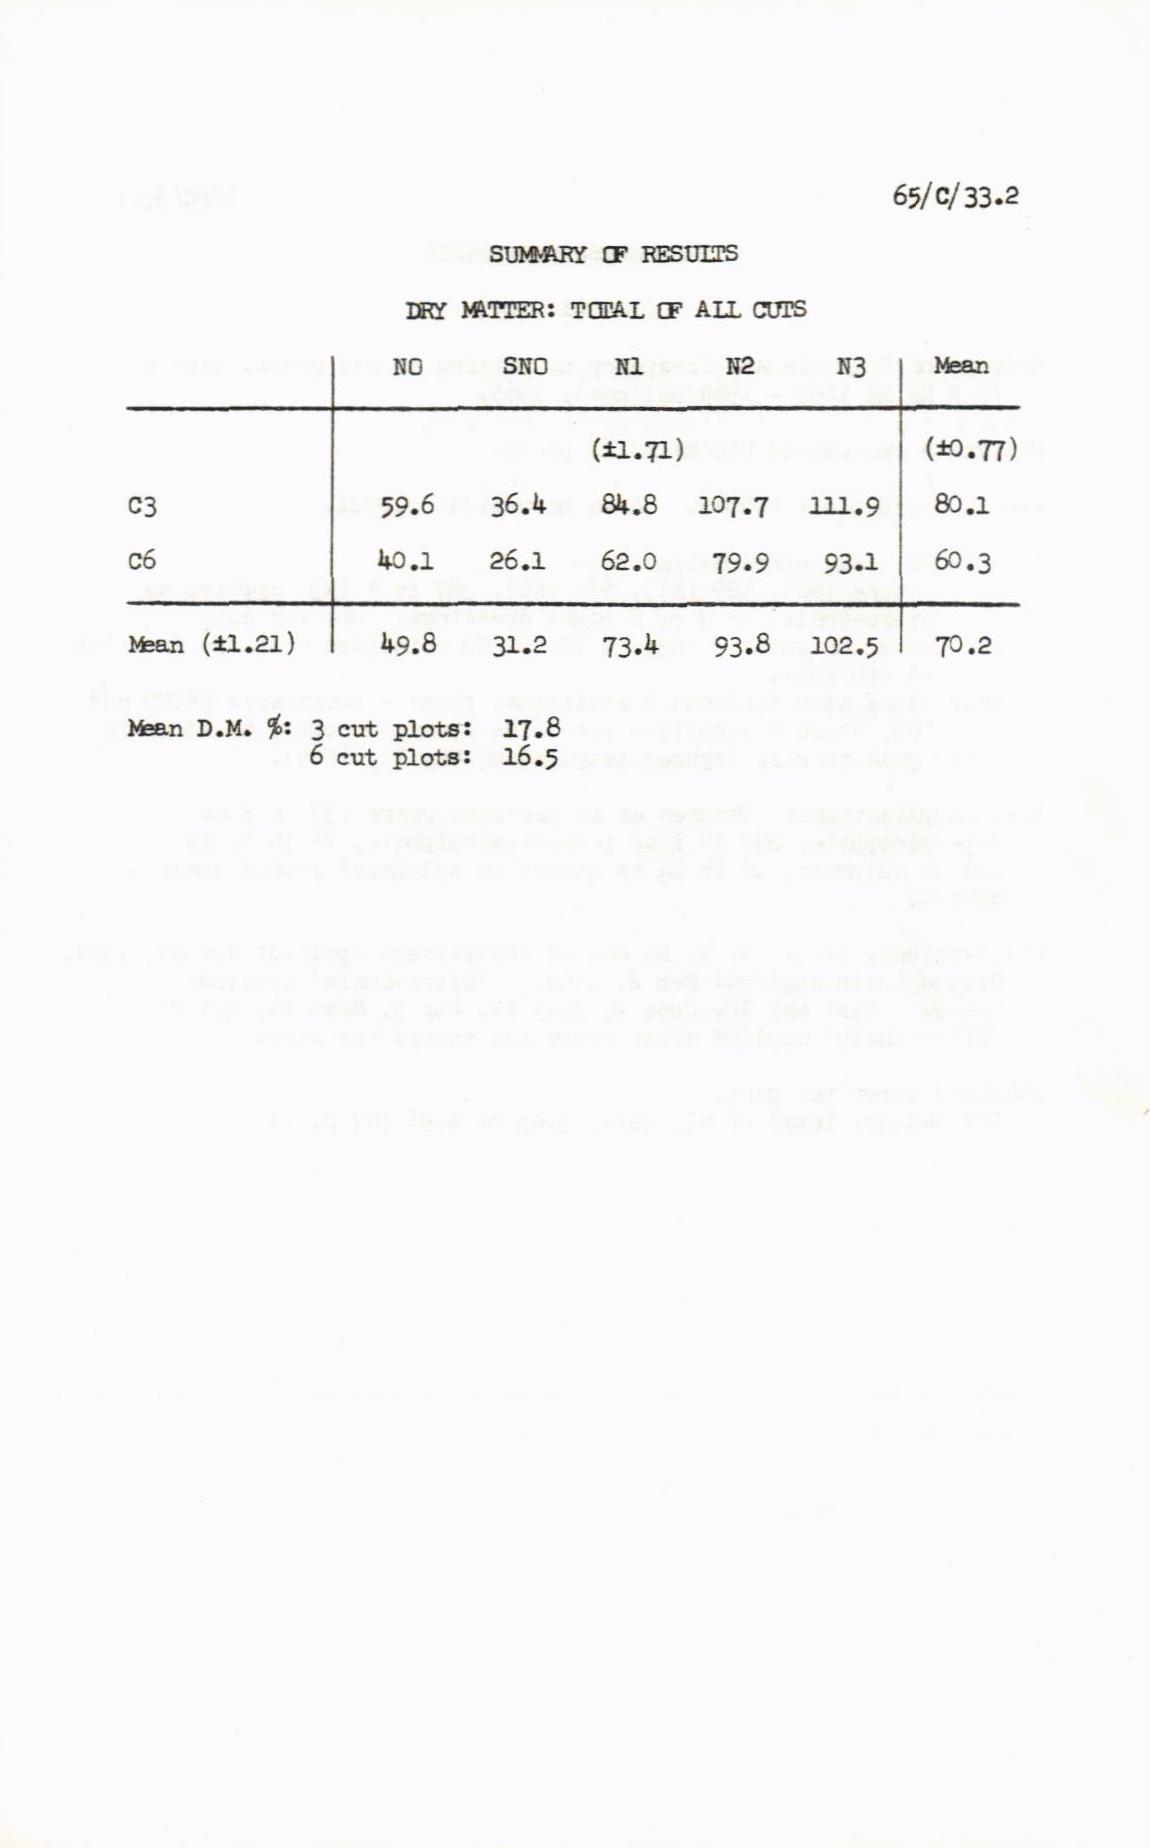 65/C/33.2
SUMMARY OF RESULTS
DRY MATTER: TOTAL OF ALL CUTS
NO SNO N1 N2 N3 Mean
(±1.71) (±0.77)
C3 59.6 36.4 84.8 107.7 111.9 80.1
C6 40.1 26.1 62.0 79.9 93.1 60.3
Mean (±1.21) 49.8 31.2 73.4 93.8 102.5 70.2
Mean D.M. %: 3 cut plots: 17.8
6 cut plots: 16.5